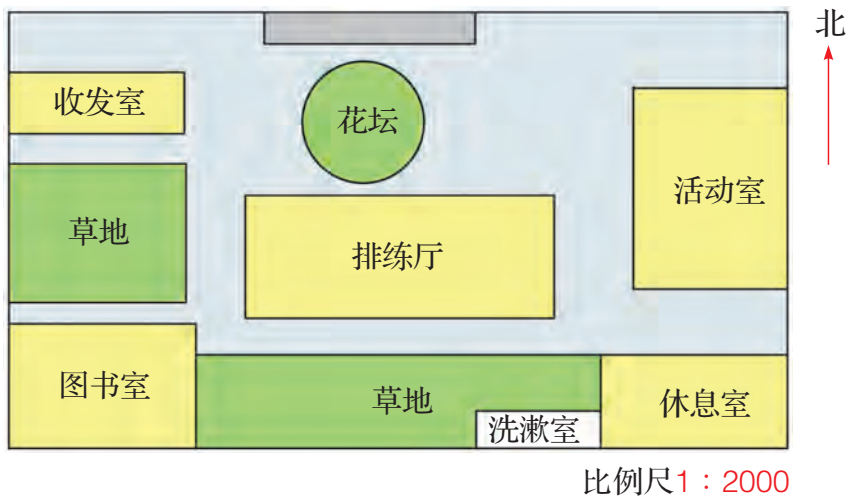 北
收发室
花坛
活动室
草地
排练厅
图书室
草地
休息室
洗漱室
比例尺1：2000